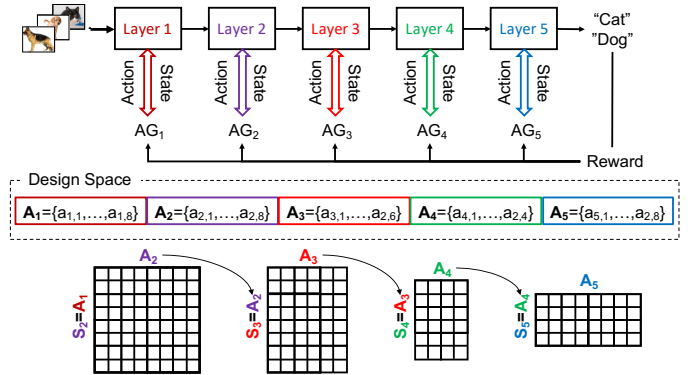 Layer 1 Layer 2 Layer 3 Layer 4 Layer 5 “Cat”
”Dog”
Action State Action State Action State Action State Action State
AG₁ AG₂ AG₃ AG₄ AG₅
Reward
Design Space
A₁={a₁,₁,…,a₁,₈} A₂={a₂,₁,…,a₂,₈} A₃={a₃,₁,…,a₂,₆} A₄={a₄,₁,…,a₂,₄} A₅={a₅,₁,…,a₂,₈}
A₂ A₃ A₄ A₅
S₂=A₁ S₃=A₂ S₄=A₃ S₅=A₄